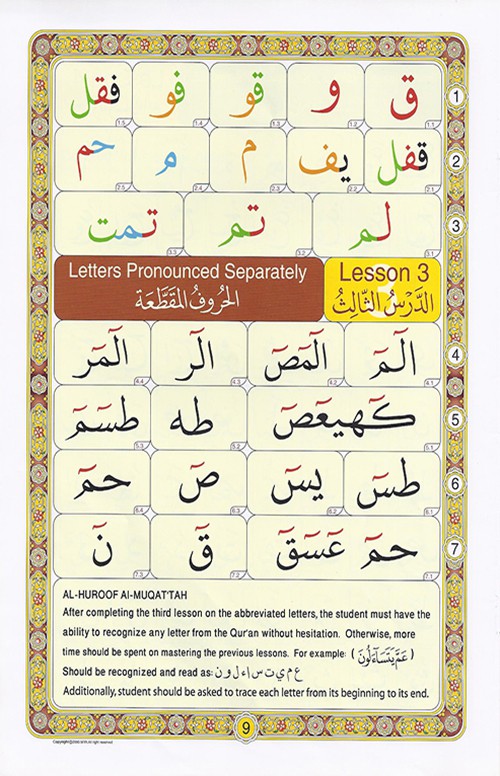 ق و قو فو فقل 1
1.1 1.2 1.3 1.4 1.5
قفل يف م م حم 2
2.1 2.2 2.3 2.4 2.5
لم تم تمت 3
3.1 3.2 3.3
Letters Pronounced Separately Lesson 3
الحُرُوفُ المُقَطَّعَة الدَّرْسُ الثَّالِثُ
الٓمٓ الٓمٓصٓ الٓر الٓمٓر 4
4.1 4.2 4.3 4.4
كٓهيعٓصٓ طه طسٓمٓ 5
5.1 5.2 5.3
طسٓ يسٓ صٓ حمٓ 6
6.1 6.2 6.3 6.4
حمٓ عٓسٓقٓ قٓ نٓ 7
7.1 7.2 7.3
AL-HUROOF Al-MUQAT'TAH
After completing the third lesson on the abbreviated letters, the student must have the
ability to recognize any letter from the Qur'an without hesitation. Otherwise, more
time should be spent on mastering the previous lessons. For example: ( عَمَّ يَتَسَآءَلُونَ )
Should be recognized and read as: ع م ي ت س ا ء ل و ن
Additionally, student should be asked to trace each letter from its beginning to its end.
9